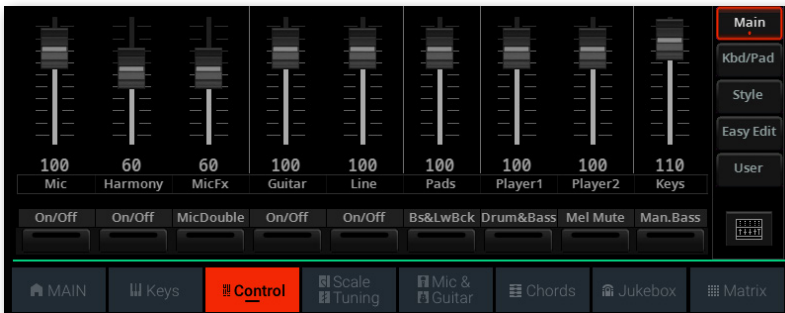 Main
Kbd/Pad
Style
Easy Edit
User
100 60 60 100 100 100 100 100 110
Mic Harmony MicFx Guitar Line Pads Player1 Player2 Keys
On/Off On/Off MicDouble On/Off On/Off Bs&LwBck Drum&Bass Mel Mute Man.Bass
MAIN Keys Control Scale Tuning Mic & Guitar Chords Jukebox Matrix